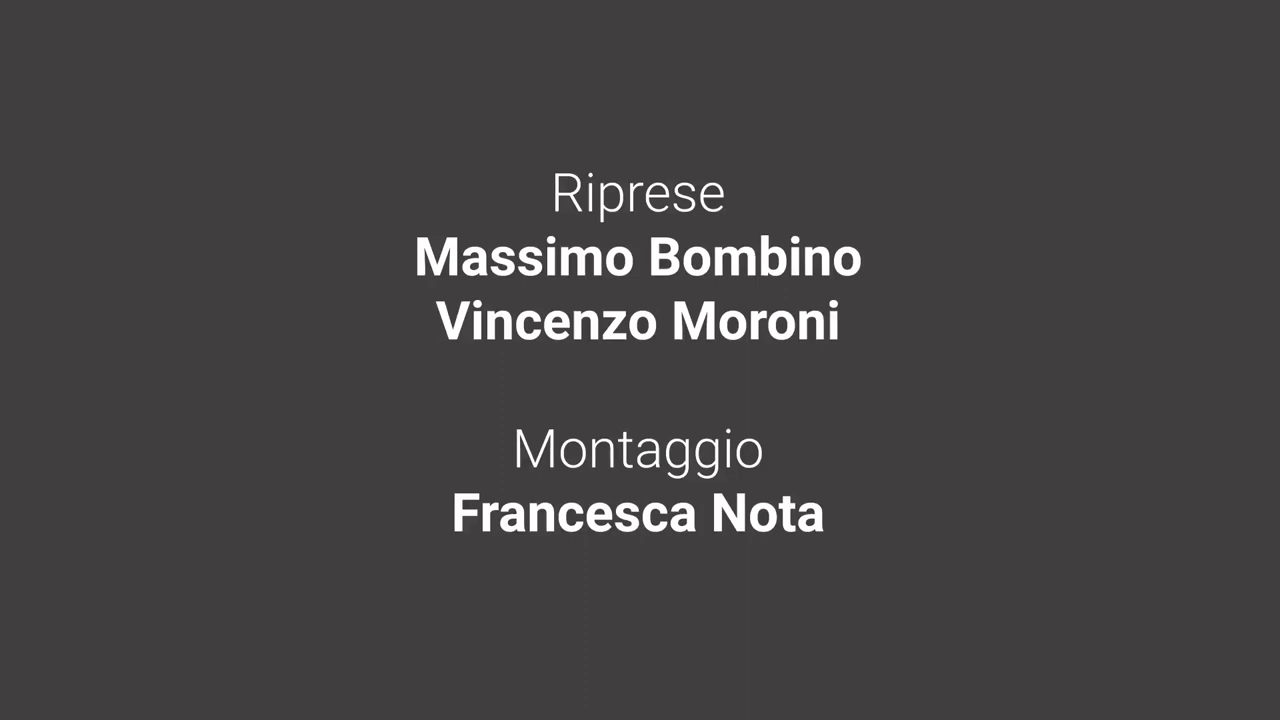 Riprese
Massimo Bombino
Vincenzo Moroni
Montaggio
Francesca Nota